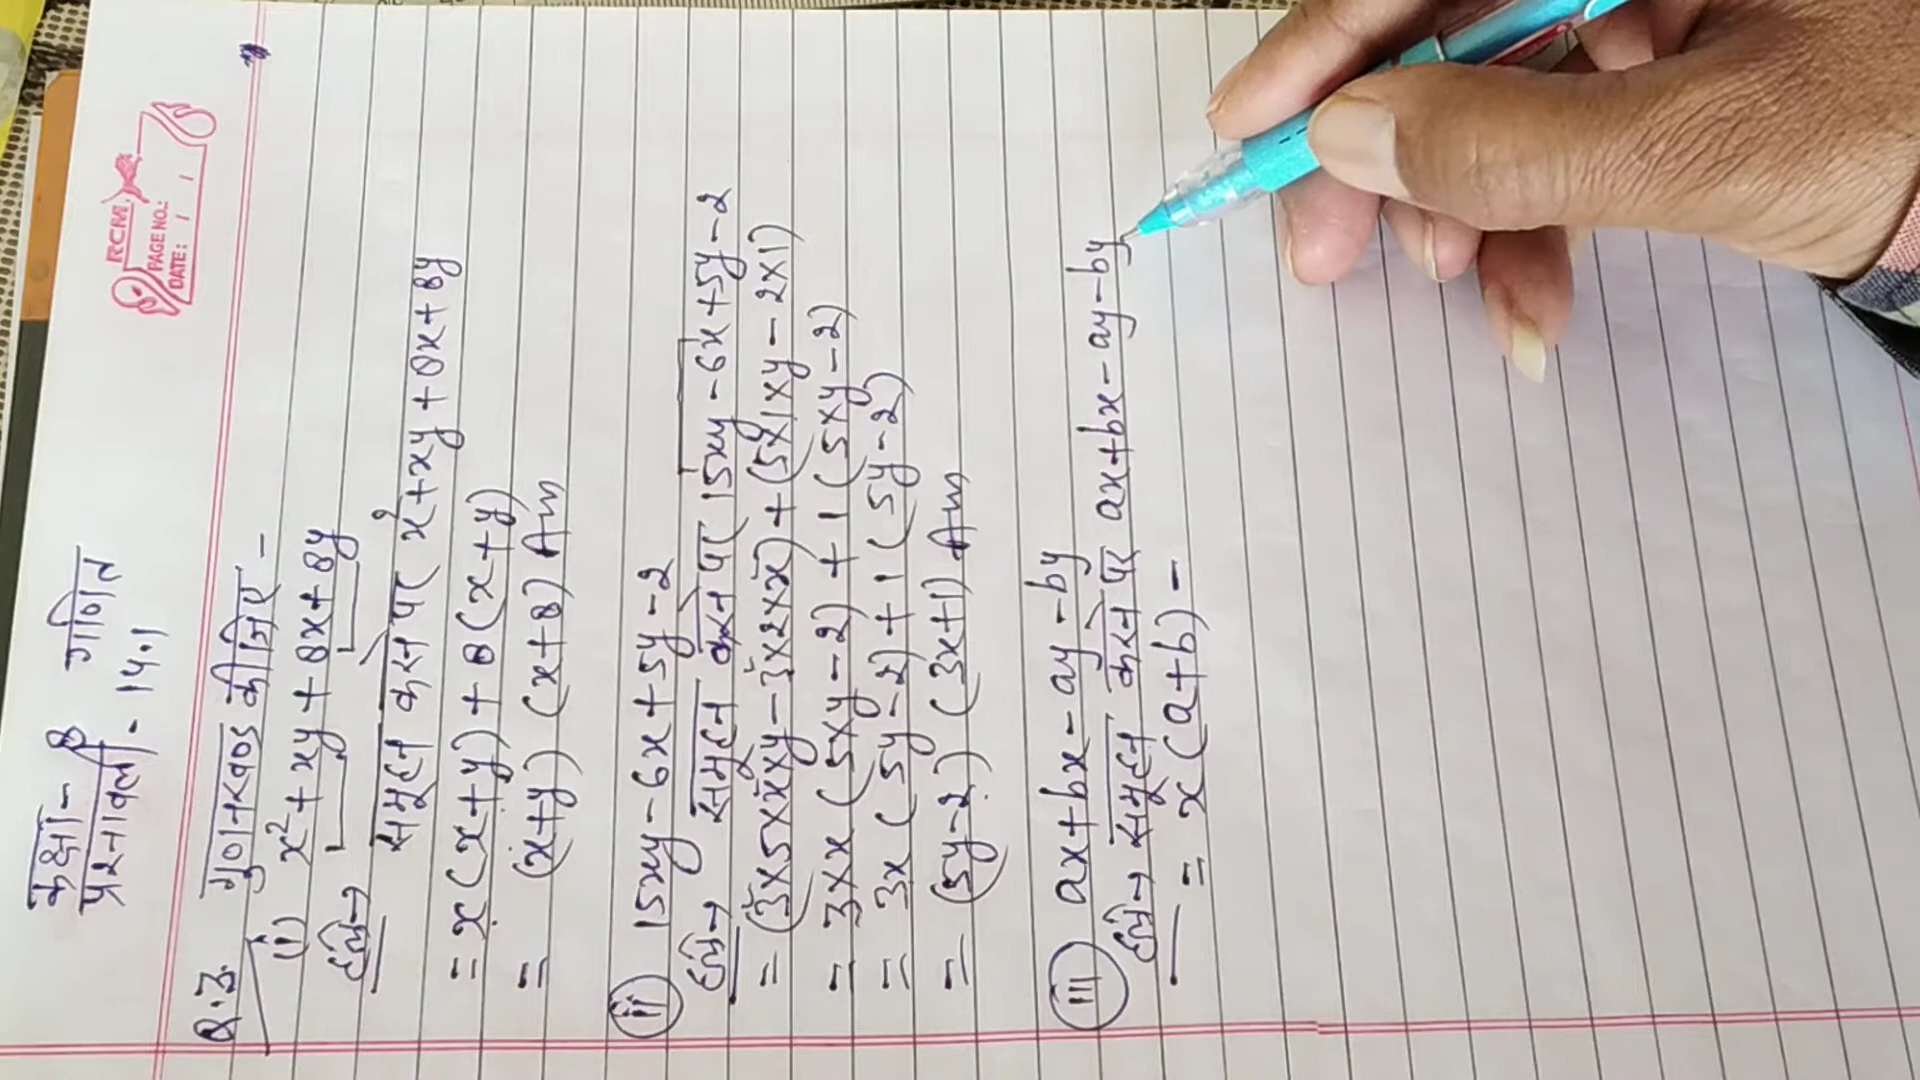 RCM
PAGE NO.:
DATE: / /
कक्षा - 8 गणित
प्रश्नावली - 14.1
Q.3. गुणनखण्ड कीजिए -
(i) x² + xy + 8x + 8y
हल→ समूहन करने पर x² + xy + 8x + 8y
= x(x+y) + 8(x+y)
= (x+y) (x+8) Ans
(ii) 15xy - 6x + 5y - 2
हल→ समूहन करने पर 15xy - 6x + 5y - 2
= (3×5×x×y - 3×2×x) + (5×1×y - 2×1)
= 3×x (5×y - 2) + 1 (5×y - 2)
= 3x (5y - 2) + 1 (5y - 2)
= (5y - 2) (3x+1) Ans
(iii) ax + bx - ay - by
हल→ समूहन करने पर ax + bx - ay - by
= x(a+b) -